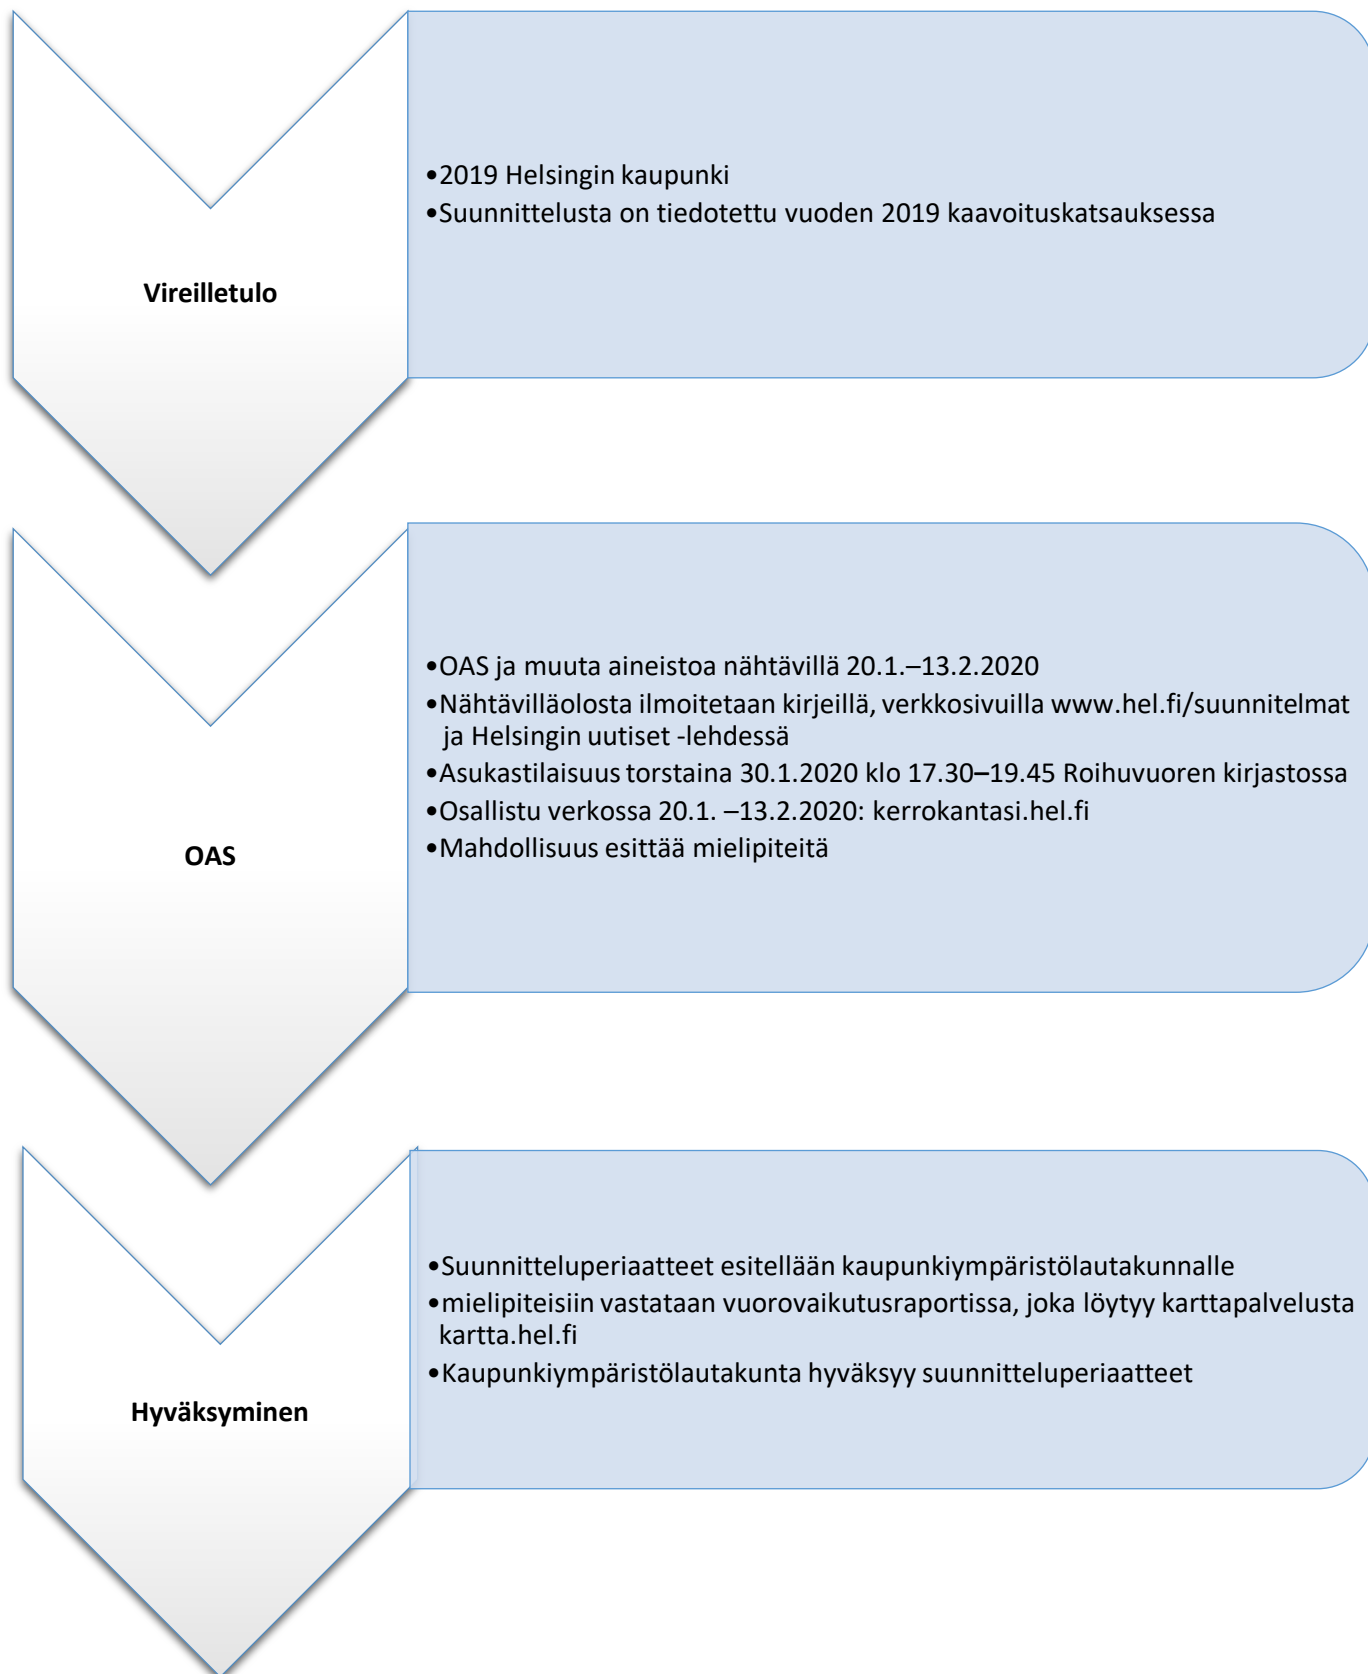 Vireilletulo
•2019 Helsingin kaupunki
•Suunnittelusta on tiedotettu vuoden 2019 kaavoituskatsauksessa
OAS
•OAS ja muuta aineistoa nähtävillä 20.1.–13.2.2020
•Nähtävilläolosta ilmoitetaan kirjeillä, verkkosivuilla www.hel.fi/suunnitelmat
ja Helsingin uutiset -lehdessä
•Asukastilaisuus torstaina 30.1.2020 klo 17.30–19.45 Roihuvuoren kirjastossa
•Osallistu verkossa 20.1. –13.2.2020: kerrokantasi.hel.fi
•Mahdollisuus esittää mielipiteitä
Hyväksyminen
•Suunnitteluperiaatteet esitellään kaupunkiympäristölautakunnalle
•mielipiteisiin vastataan vuorovaikutusraportissa, joka löytyy karttapalvelusta
kartta.hel.fi
•Kaupunkiympäristölautakunta hyväksyy suunnitteluperiaatteet